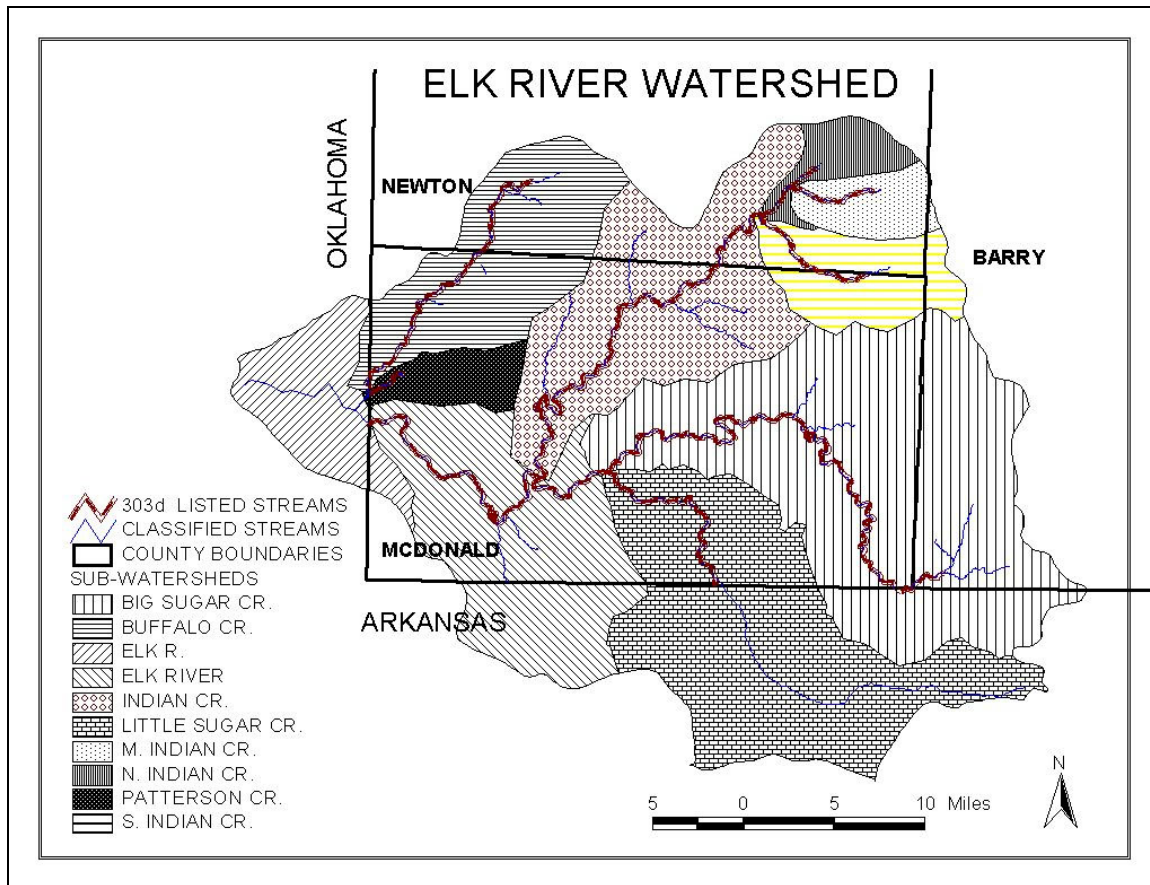 ELK RIVER WATERSHED
OKLAHOMA
NEWTON
BARRY
MCDONALD
ARKANSAS
303d LISTED STREAMS
CLASSIFIED STREAMS
COUNTY BOUNDARIES
SUB-WATERSHEDS
BIG SUGAR CR.
BUFFALO CR.
ELK R.
ELK RIVER
INDIAN CR.
LITTLE SUGAR CR.
M. INDIAN CR.
N. INDIAN CR.
PATTERSON CR.
S. INDIAN CR.
5 0 5 10 Miles
N